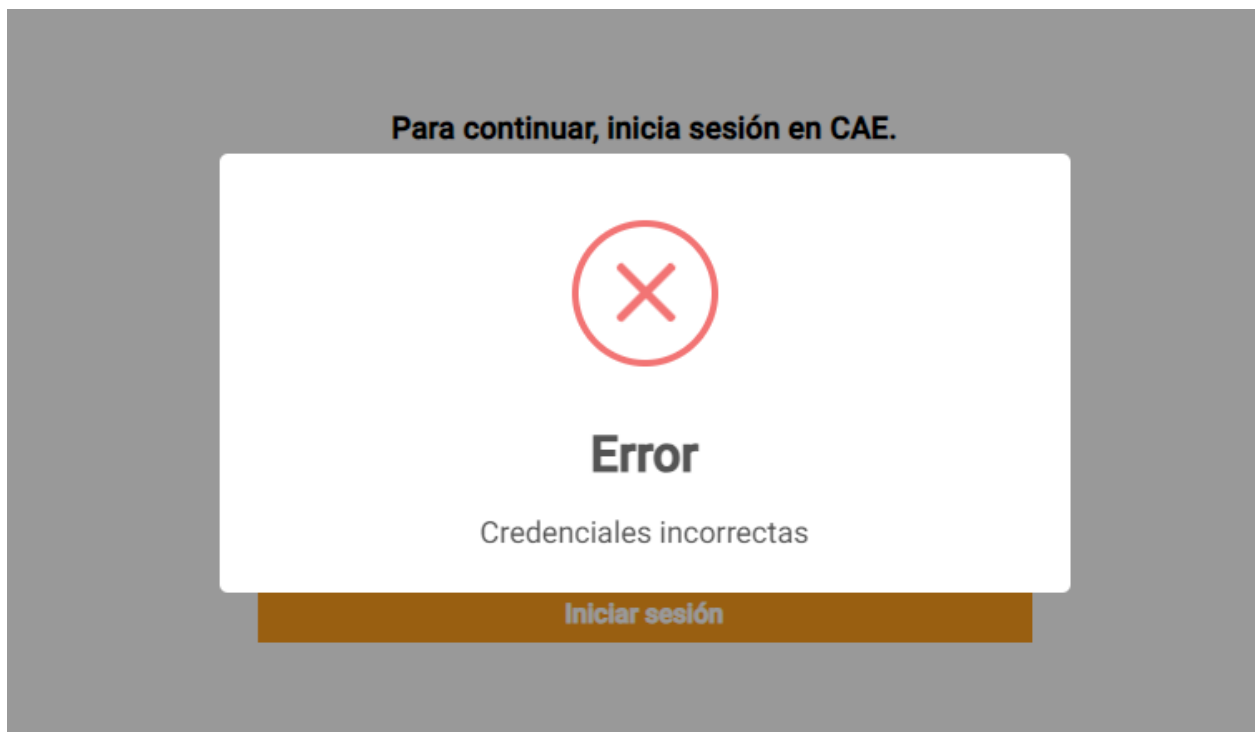 Para continuar, inicia sesión en CAE.
Error
Credenciales incorrectas
Iniciar sesión